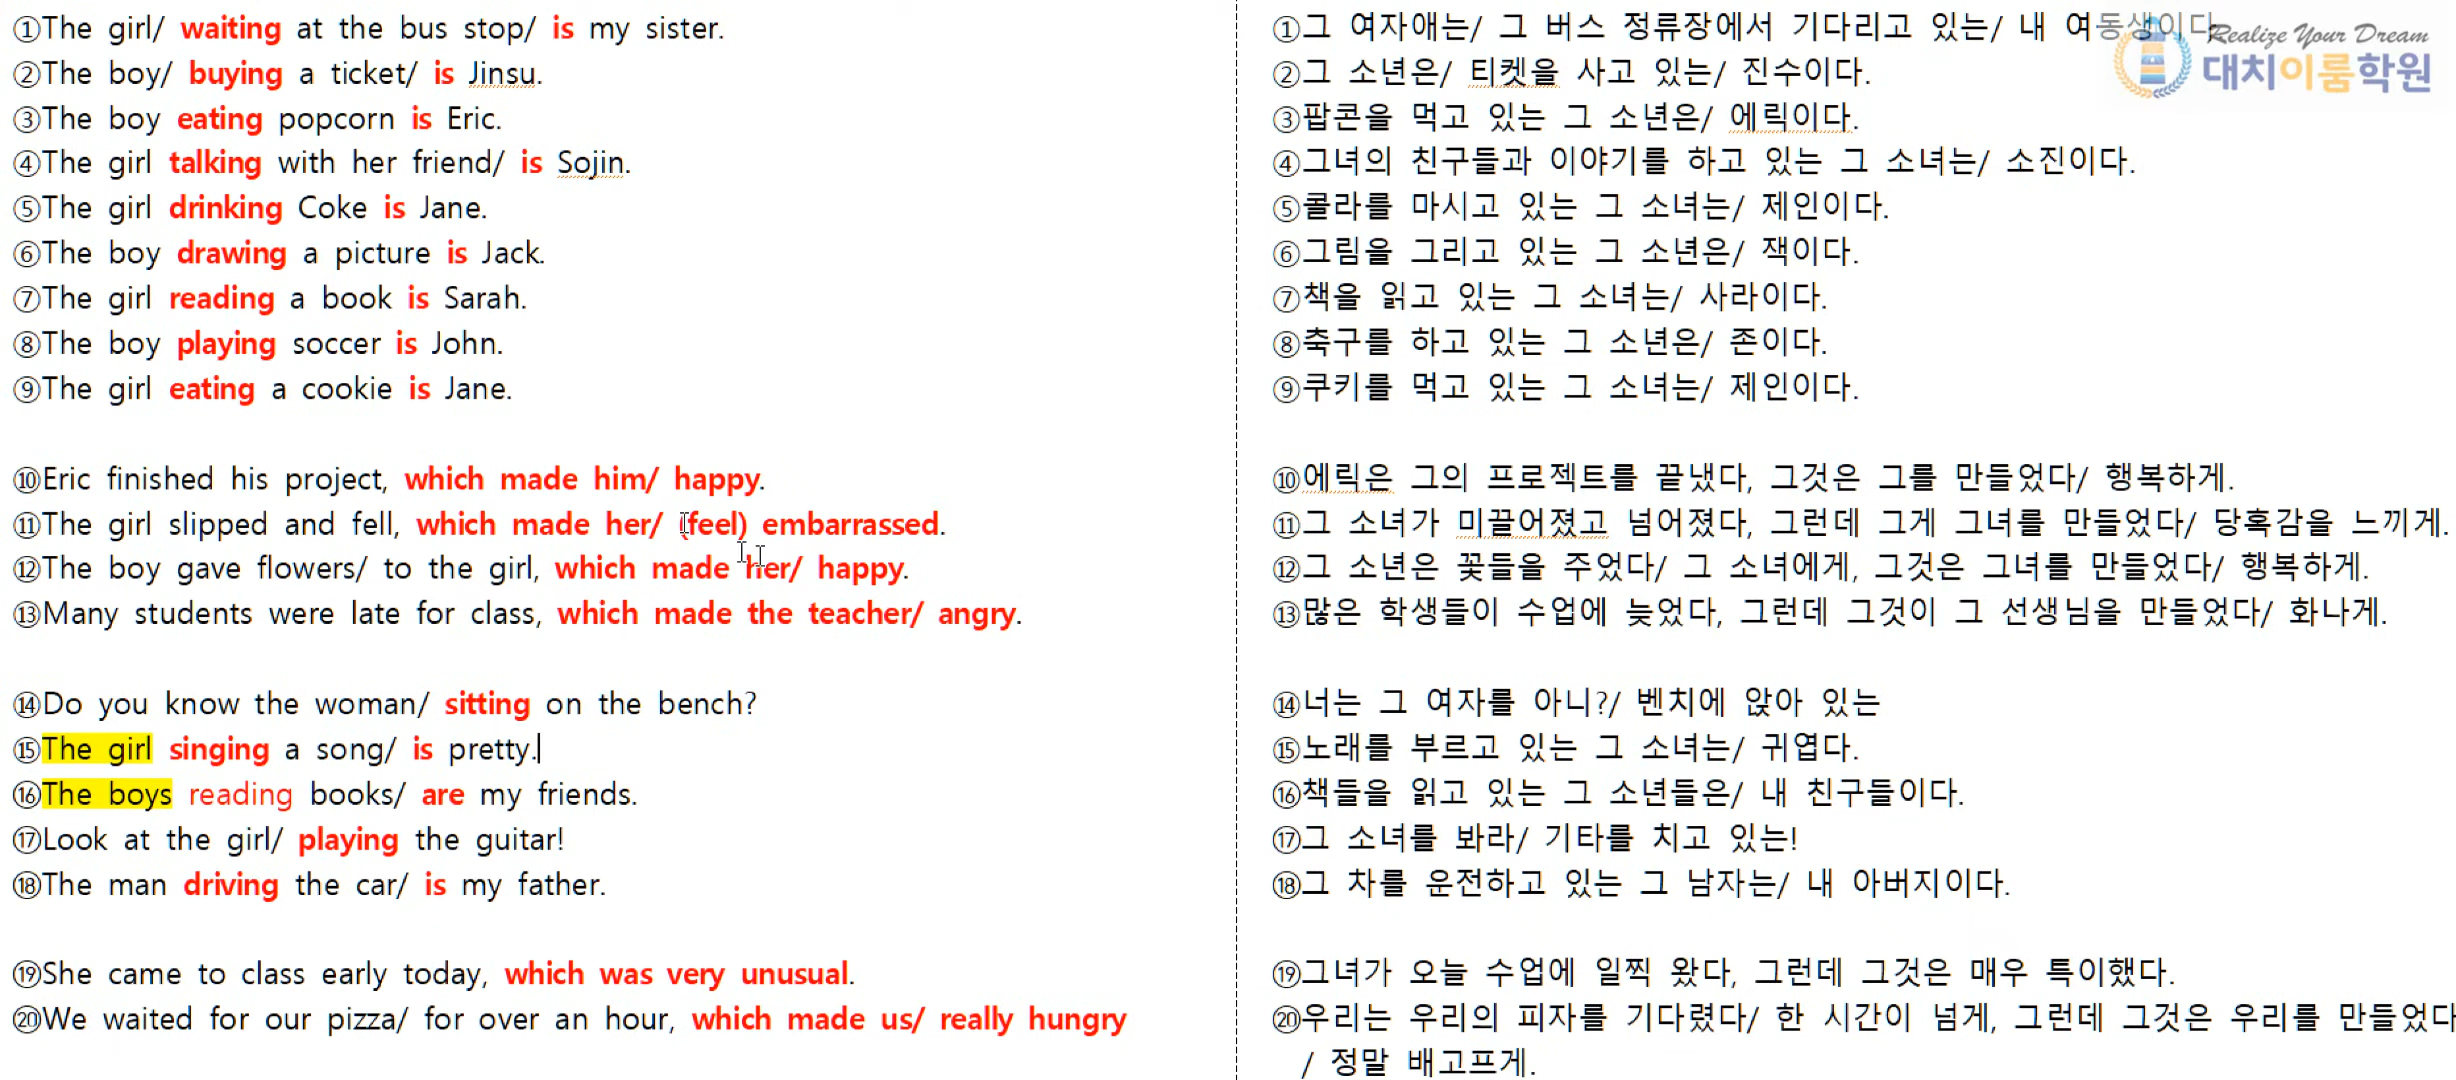 ①The girl/ waiting at the bus stop/ is my sister.
②The boy/ buying a ticket/ is Jinsu.
③The boy eating popcorn is Eric.
④The girl talking with her friend/ is Sojin.
⑤The girl drinking Coke is Jane.
⑥The boy drawing a picture is Jack.
⑦The girl reading a book is Sarah.
⑧The boy playing soccer is John.
⑨The girl eating a cookie is Jane.
⑩Eric finished his project, which made him/ happy.
⑪The girl slipped and fell, which made her/ (feel) embarrassed.
⑫The boy gave flowers/ to the girl, which made her/ happy.
⑬Many students were late for class, which made the teacher/ angry.
⑭Do you know the woman/ sitting on the bench?
⑮The girl singing a song/ is pretty.
⑯The boys reading books/ are my friends.
⑰Look at the girl/ playing the guitar!
⑱The man driving the car/ is my father.
⑲She came to class early today, which was very unusual.
⑳We waited for our pizza/ for over an hour, which made us/ really hungry
①그 여자애는/ 그 버스 정류장에서 기다리고 있는/ 내 여동생이다.
②그 소년은/ 티켓을 사고 있는/ 진수이다.
③팝콘을 먹고 있는 그 소년은/ 에릭이다.
④그녀의 친구들과 이야기를 하고 있는 그 소녀는/ 소진이다.
⑤콜라를 마시고 있는 그 소녀는/ 제인이다.
⑥그림을 그리고 있는 그 소년은/ 잭이다.
⑦책을 읽고 있는 그 소녀는/ 사라이다.
⑧축구를 하고 있는 그 소년은/ 존이다.
⑨쿠키를 먹고 있는 그 소녀는/ 제인이다.
⑩에릭은 그의 프로젝트를 끝냈다, 그것은 그를 만들었다/ 행복하게.
⑪그 소녀가 미끌어졌고 넘어졌다, 그런데 그게 그녀를 만들었다/ 당혹감을 느끼게.
⑫그 소년은 꽃들을 주었다/ 그 소녀에게, 그것은 그녀를 만들었다/ 행복하게.
⑬많은 학생들이 수업에 늦었다, 그런데 그것이 그 선생님을 만들었다/ 화나게.
⑭너는 그 여자를 아니?/ 벤치에 앉아 있는
⑮노래를 부르고 있는 그 소녀는/ 귀엽다.
⑯책들을 읽고 있는 그 소년들은/ 내 친구들이다.
⑰그 소녀를 봐라/ 기타를 치고 있는!
⑱그 차를 운전하고 있는 그 남자는/ 내 아버지이다.
⑲그녀가 오늘 수업에 일찍 왔다, 그런데 그것은 매우 특이했다.
⑳우리는 우리의 피자를 기다렸다/ 한 시간이 넘게, 그런데 그것은 우리를 만들었다
/ 정말 배고프게.
Realize Your Dream
대치이룸학원